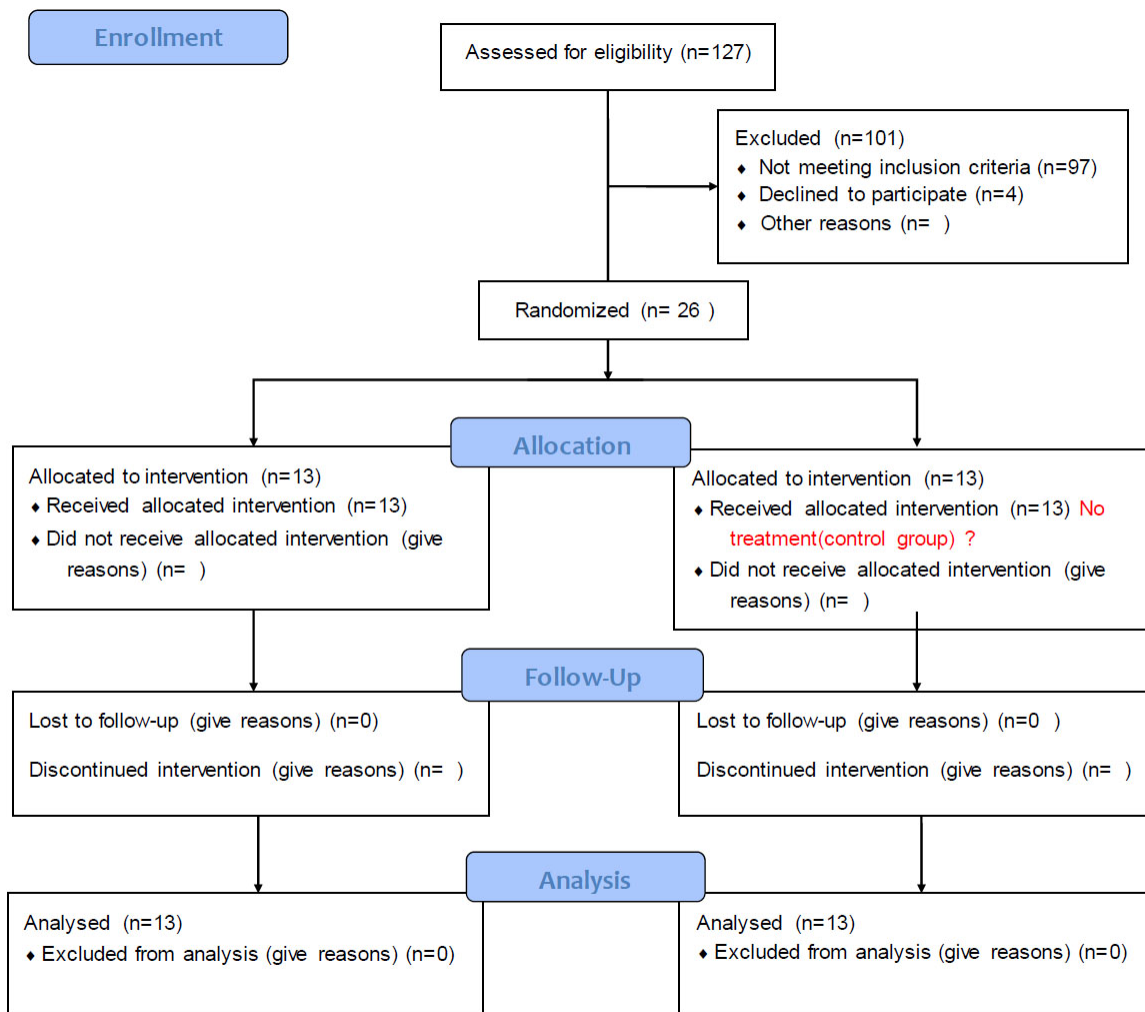 Enrollment
Assessed for eligibility (n=127)
Excluded (n=101)
♦ Not meeting inclusion criteria (n=97)
♦ Declined to participate (n=4)
♦ Other reasons (n= )
Randomized (n= 26 )
Allocation
Allocated to intervention (n=13)
♦ Received allocated intervention (n=13)
♦ Did not receive allocated intervention (give
reasons) (n= )
Allocated to intervention (n=13)
♦ Received allocated intervention (n=13) No
treatment(control group) ?
♦ Did not receive allocated intervention (give
reasons) (n= )
Follow-Up
Lost to follow-up (give reasons) (n=0)
Discontinued intervention (give reasons) (n= )
Lost to follow-up (give reasons) (n=0 )
Discontinued intervention (give reasons) (n= )
Analysis
Analysed (n=13)
♦ Excluded from analysis (give reasons) (n=0)
Analysed (n=13)
♦ Excluded from analysis (give reasons) (n=0)